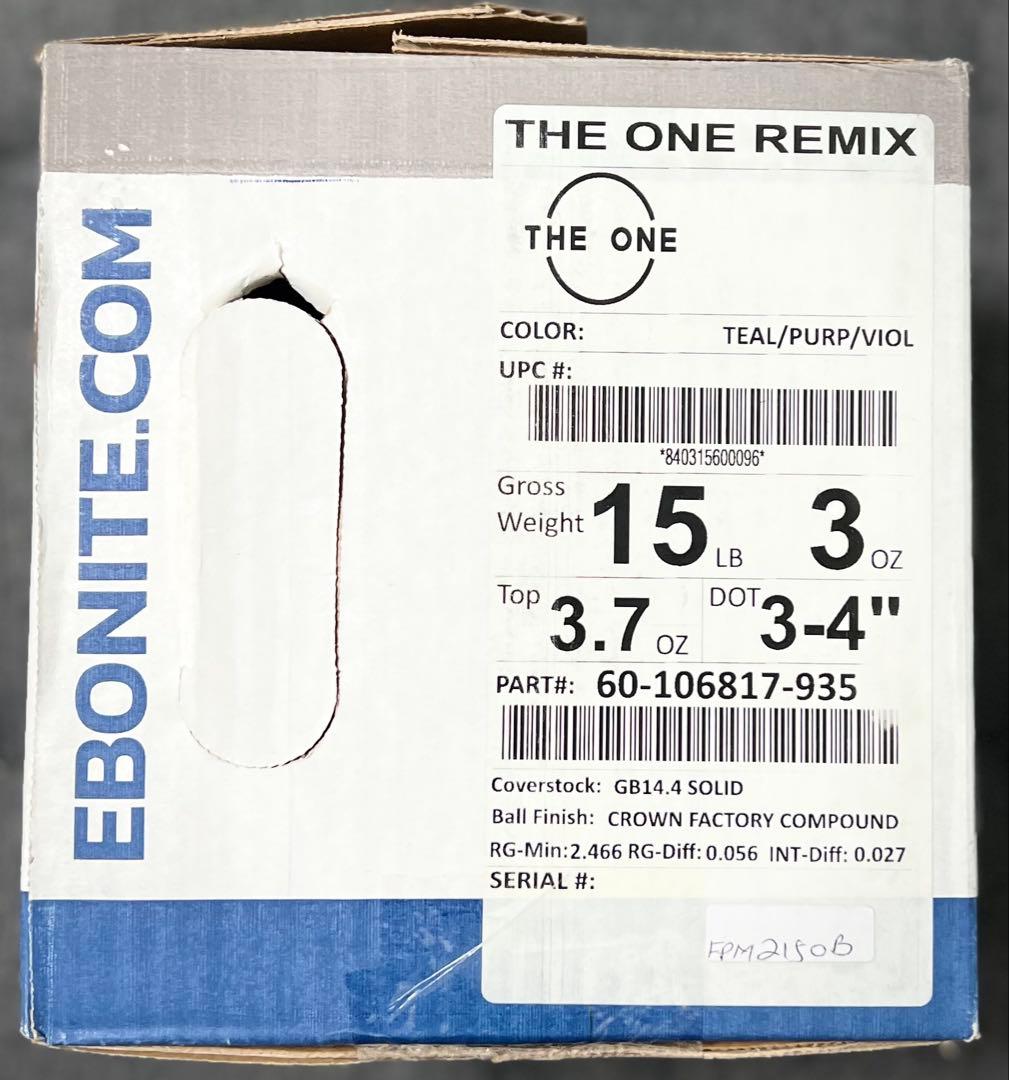 EBONITE.COM
THE ONE REMIX
THE ONE
COLOR: TEAL/PURP/VIOL
UPC #:
*840315600096*
Gross Weight 15 LB 3 OZ
Top 3.7 OZ DOT 3-4"
PART#: 60-106817-935
Coverstock: GB14.4 SOLID
Ball Finish: CROWN FACTORY COMPOUND
RG-Min:2.466 RG-Diff: 0.056 INT-Diff: 0.027
SERIAL #:
FPM2150B